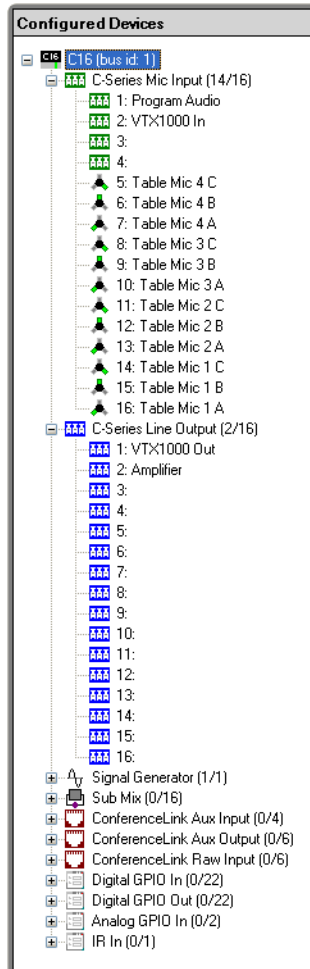 Configured Devices
C16 C16 (bus id: 1)
C-Series Mic Input (14/16)
1: Program Audio
2: VTX1000 In
3:
4:
5: Table Mic 4 C
6: Table Mic 4 B
7: Table Mic 4 A
8: Table Mic 3 C
9: Table Mic 3 B
10: Table Mic 3 A
11: Table Mic 2 C
12: Table Mic 2 B
13: Table Mic 2 A
14: Table Mic 1 C
15: Table Mic 1 B
16: Table Mic 1 A
C-Series Line Output (2/16)
1: VTX1000 Out
2: Amplifier
3:
4:
5:
6:
7:
8:
9:
10:
11:
12:
13:
14:
15:
16:
Signal Generator (1/1)
Sub Mix (0/16)
ConferenceLink Aux Input (0/4)
ConferenceLink Aux Output (0/6)
ConferenceLink Raw Input (0/6)
Digital GPIO In (0/22)
Digital GPIO Out (0/22)
Analog GPIO In (0/2)
IR In (0/1)